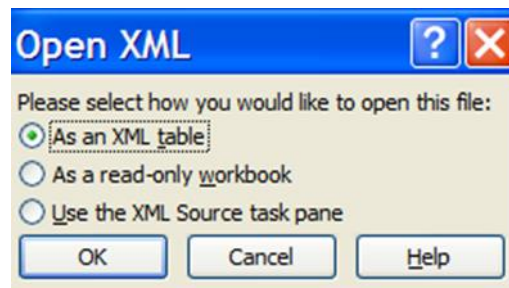 Open XML ?
Please select how you would like to open this file:
As an XML table
As a read-only workbook
Use the XML Source task pane
OK Cancel Help